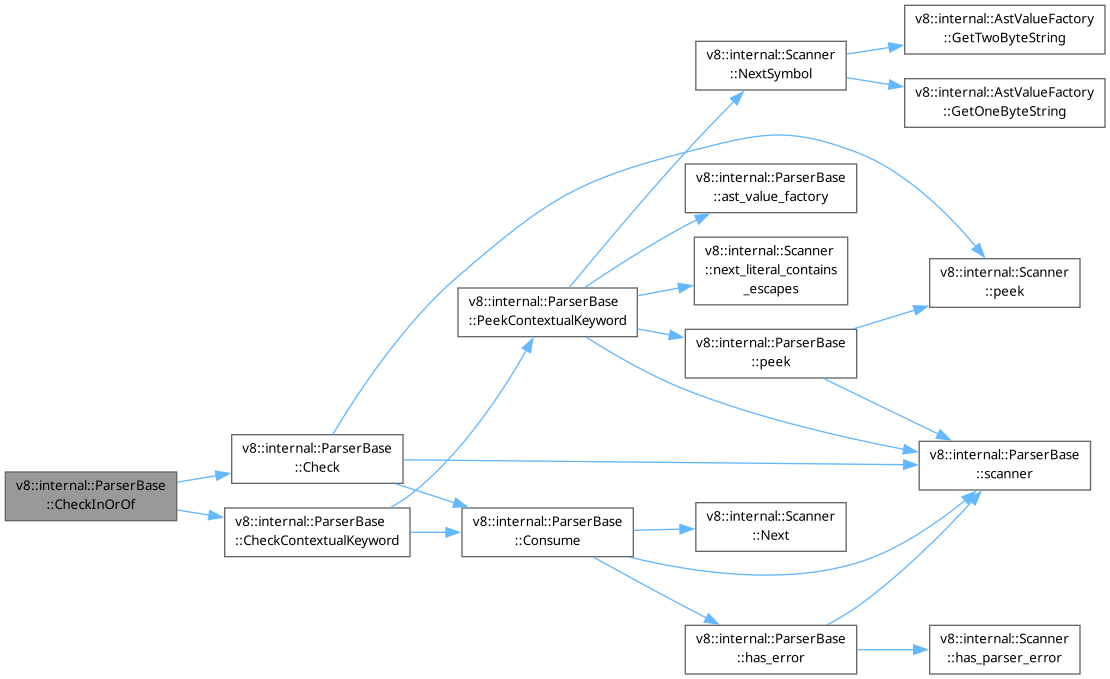 v8::internal::AstValueFactory
::GetTwoByteString
v8::internal::Scanner
::NextSymbol
v8::internal::AstValueFactory
::GetOneByteString
v8::internal::ParserBase
::ast_value_factory
v8::internal::Scanner
::next_literal_contains
_escapes
v8::internal::Scanner
::peek
v8::internal::ParserBase
::PeekContextualKeyword
v8::internal::ParserBase
::peek
v8::internal::ParserBase
::Check
v8::internal::ParserBase
::scanner
v8::internal::ParserBase
::CheckInOrOf
v8::internal::ParserBase
::CheckContextualKeyword
v8::internal::ParserBase
::Consume
v8::internal::Scanner
::Next
v8::internal::ParserBase
::has_error
v8::internal::Scanner
::has_parser_error